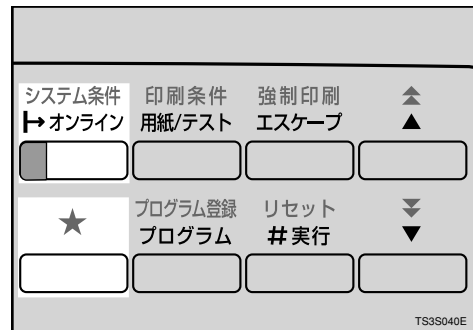 システム条件 印刷条件 強制印刷
オンライン 用紙/テスト エスケープ ▲
★ プログラム登録 リセット
プログラム #実行 ▼
TS3S040E